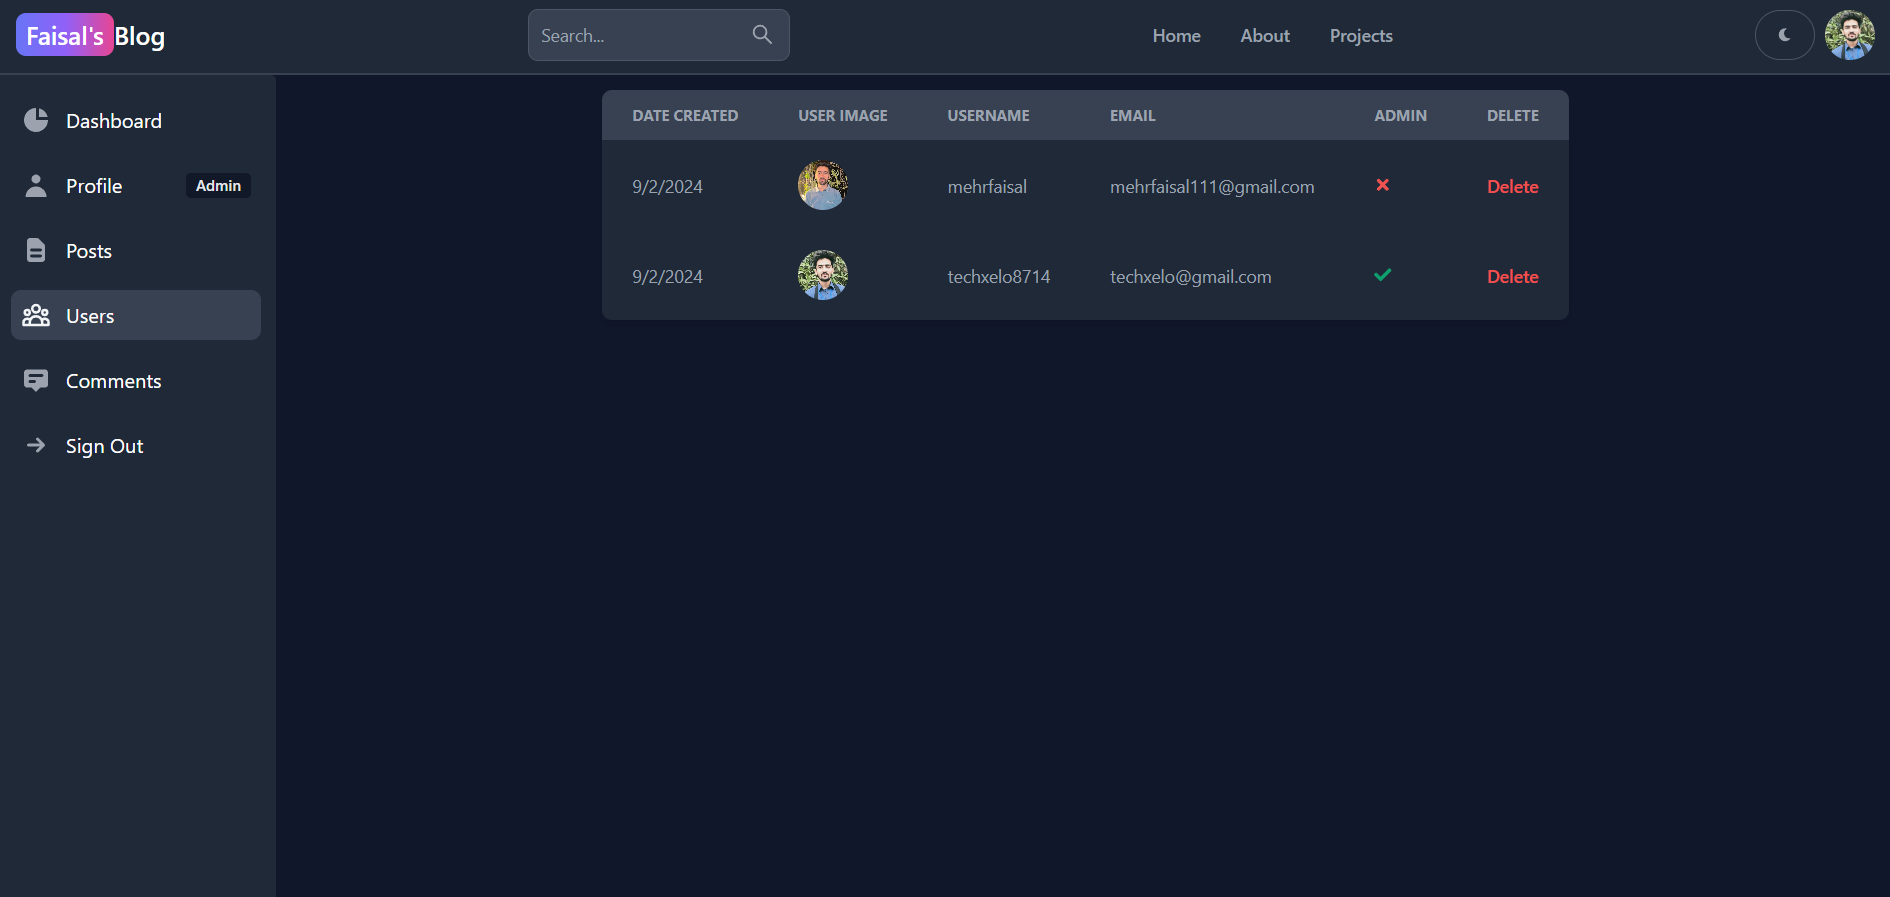 Faisal's Blog
Search...
Home About Projects
Dashboard
Profile Admin
Posts
Users
Comments
Sign Out
DATE CREATED USER IMAGE USERNAME EMAIL ADMIN DELETE
9/2/2024 mehrfaisal mehrfaisal111@gmail.com Delete
9/2/2024 techxelo8714 techxelo@gmail.com Delete